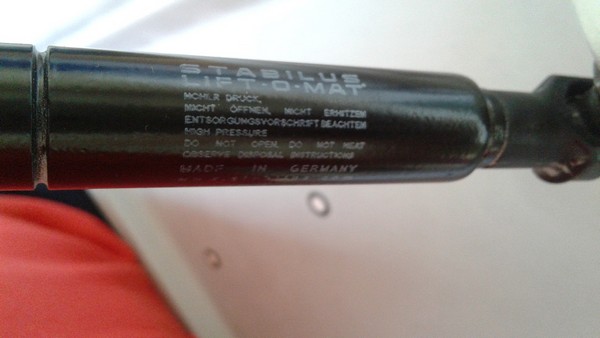 STABILUS
LIFT-O-MAT
DRUCK,
NICHT ÖFFNEN, NICHT ERHITZEN
ENTSORGUNGSVORSCHRIFT BEACHTEN
HIGH PRESSURE
DO NOT OPEN, DO NOT HEAT
OBSERVE DISPOSAL INSTRUCTIONS
MADE IN GERMANY